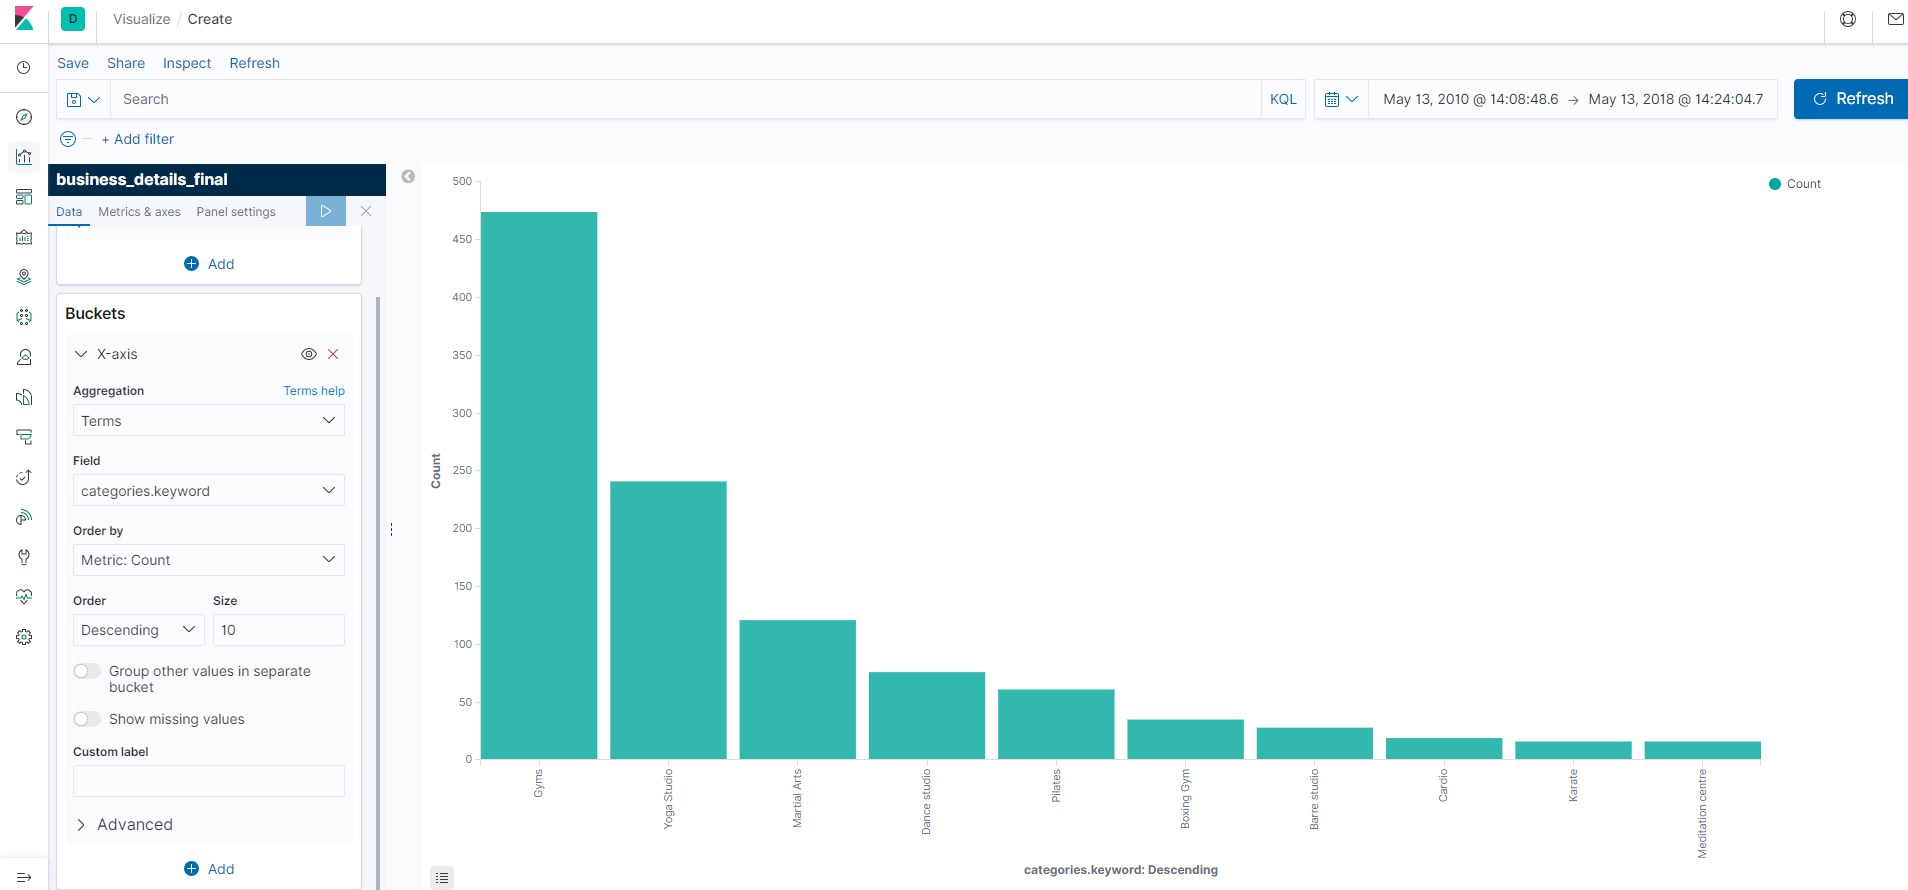 D
Visualize / Create
Save Share Inspect Refresh
Search
KQL
May 13, 2010 @ 14:08:48.6 → May 13, 2018 @ 14:24:04.7
Refresh
+ Add filter
business_details_final
Data Metrics & axes Panel settings
Add
Buckets
X-axis
Aggregation Terms help
Terms
Field
categories.keyword
Order by
Metric: Count
Order Size
Descending 10
Group other values in separate
bucket
Show missing values
Custom label
Advanced
Add
Count
500
450
400
350
300
250
200
150
100
50
0
Count
Gyms
Yoga Studio
Martial Arts
Dance studio
Pilates
Boxing Gym
Barre studio
Cardio
Karate
Meditation centre
categories.keyword: Descending